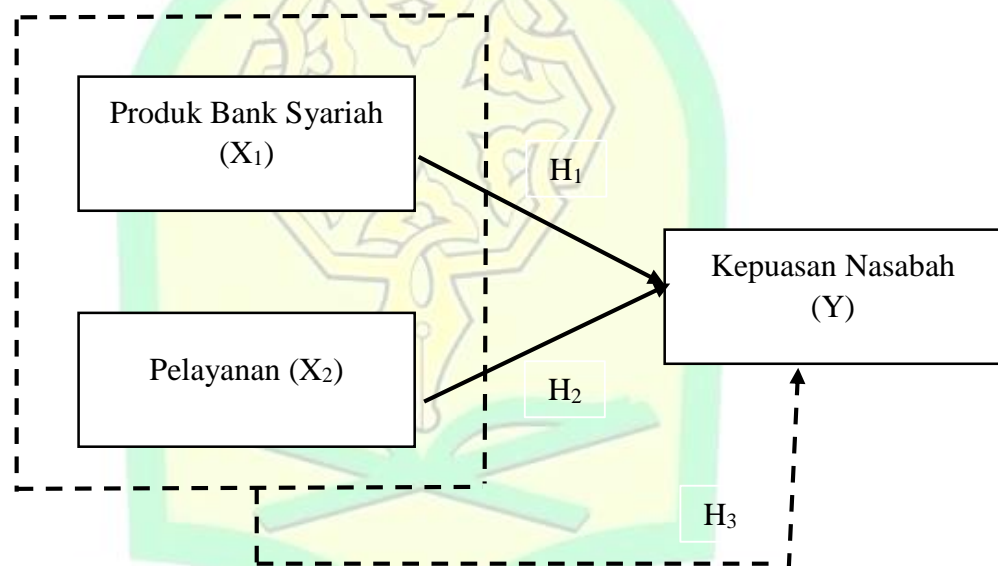 Produk Bank Syariah
(X₁)
H₁
Kepuasan Nasabah
(Y)
Pelayanan (X₂)
H₂
H₃